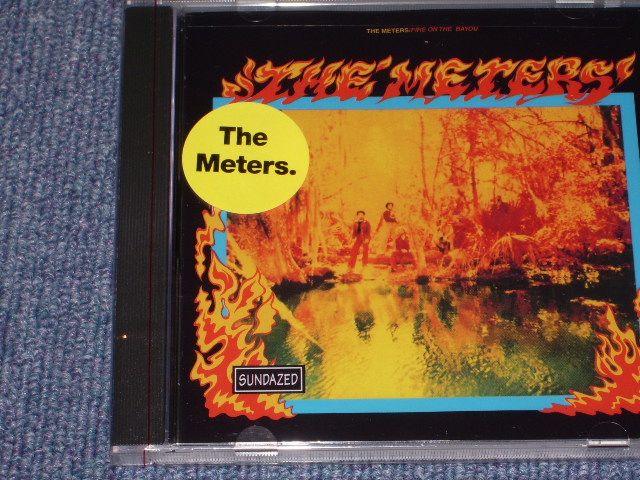 THE METERS/FIRE ON THE BAYOU
THE METERS
The
Meters.
SUNDAZED